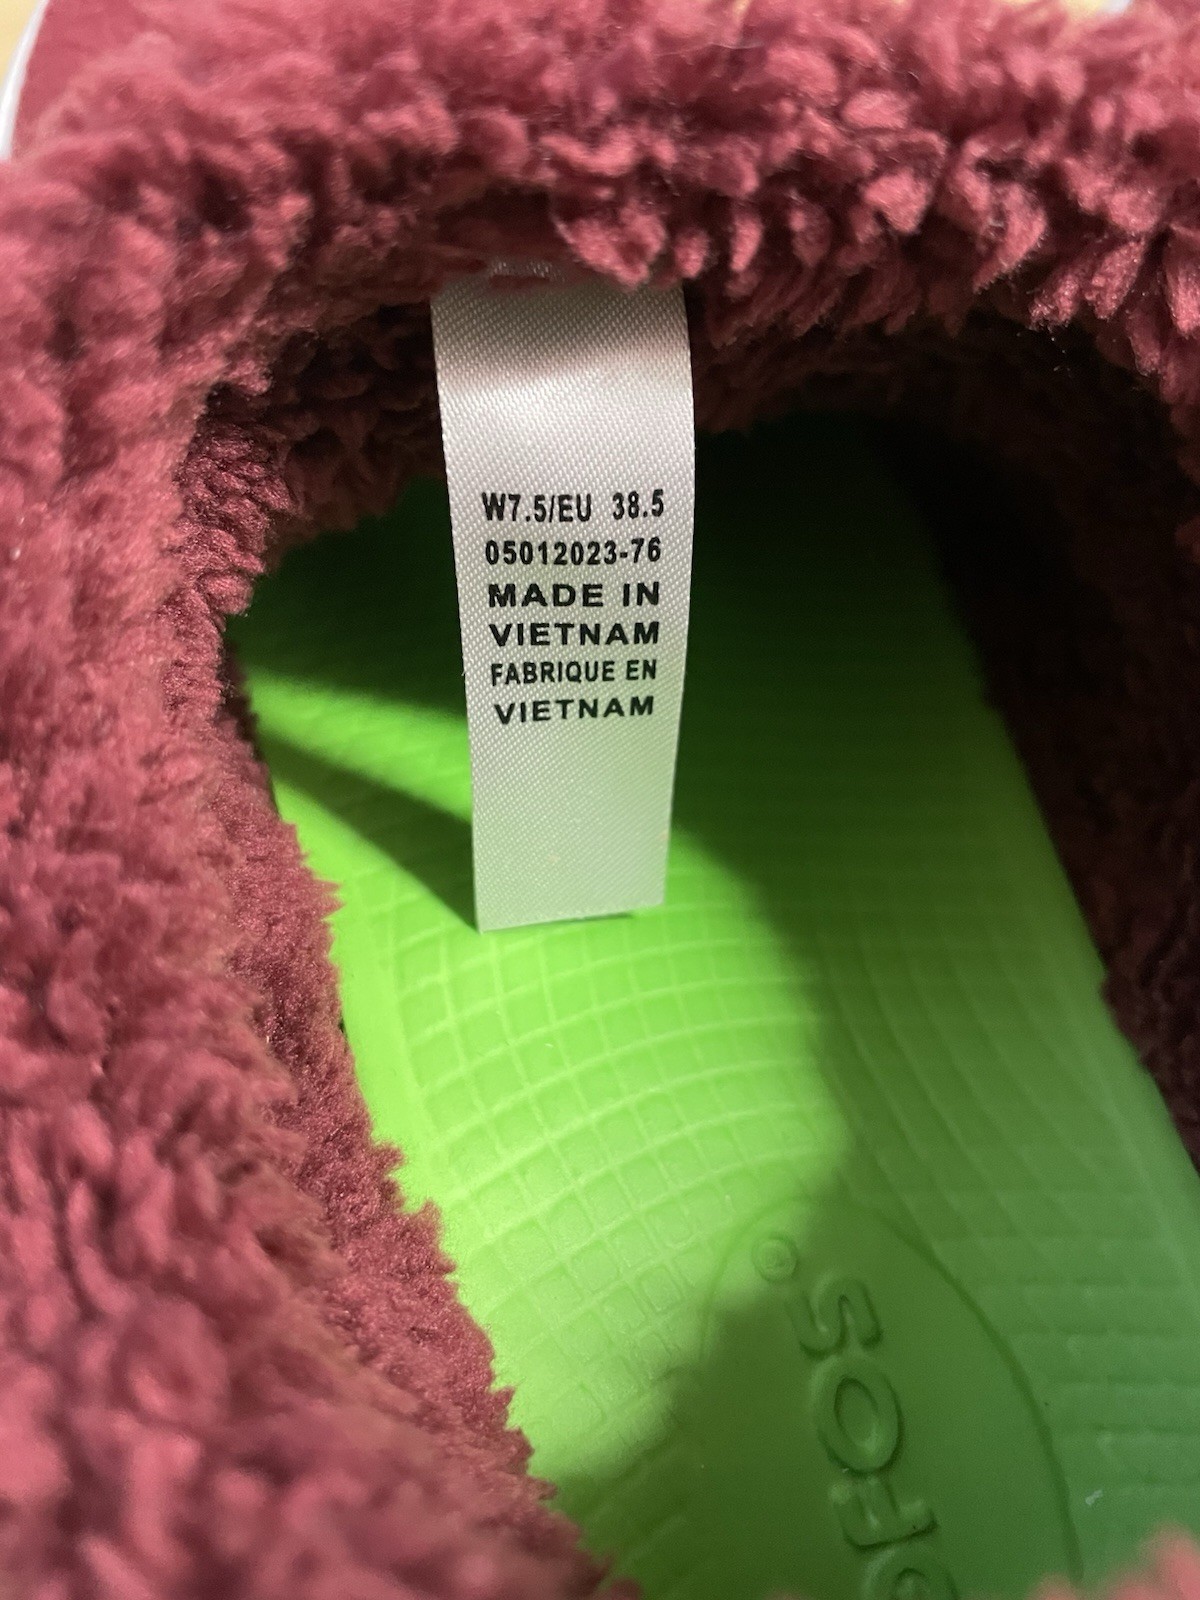 W7.5/EU 38.5
05012023-76
MADE IN
VIETNAM
FABRIQUE EN
VIETNAM